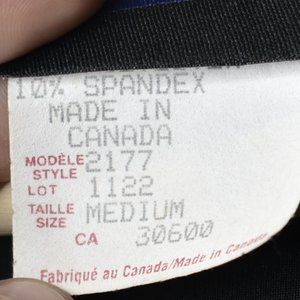 10% SPANDEX
MADE IN
CANADA
MODÈLE
STYLE 2177
LOT 1122
TAILLE
SIZE MEDIUM
CA 30600
Fabriqué au Canada/Made in Canada